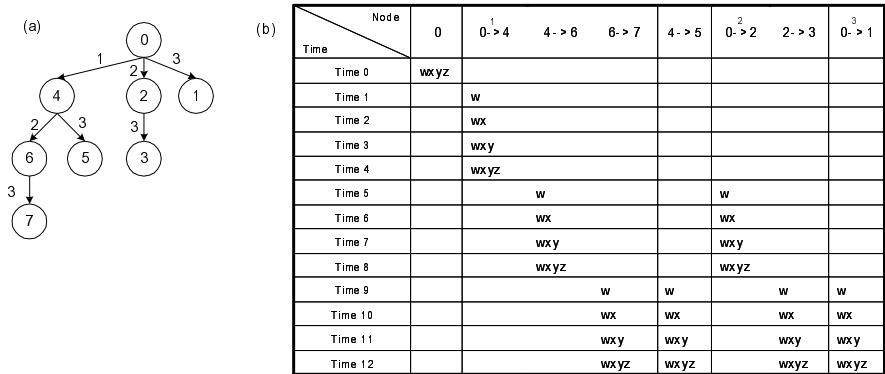 (a)
0
1 2 3
4 2 1
2 3 3
6 5 3
3
7
(b)
Node
Time
0 0->4 4->6 6->7 4->5 0->2 2->3 0->1
1 2 3
Time 0 wxyz
Time 1 w
Time 2 wx
Time 3 wxy
Time 4 wxyz
Time 5 w w
Time 6 wx wx
Time 7 wxy wxy
Time 8 wxyz wxyz
Time 9 w w w w
Time 10 wx wx wx wx
Time 11 wxy wxy wxy wxy
Time 12 wxyz wxyz wxyz wxyz